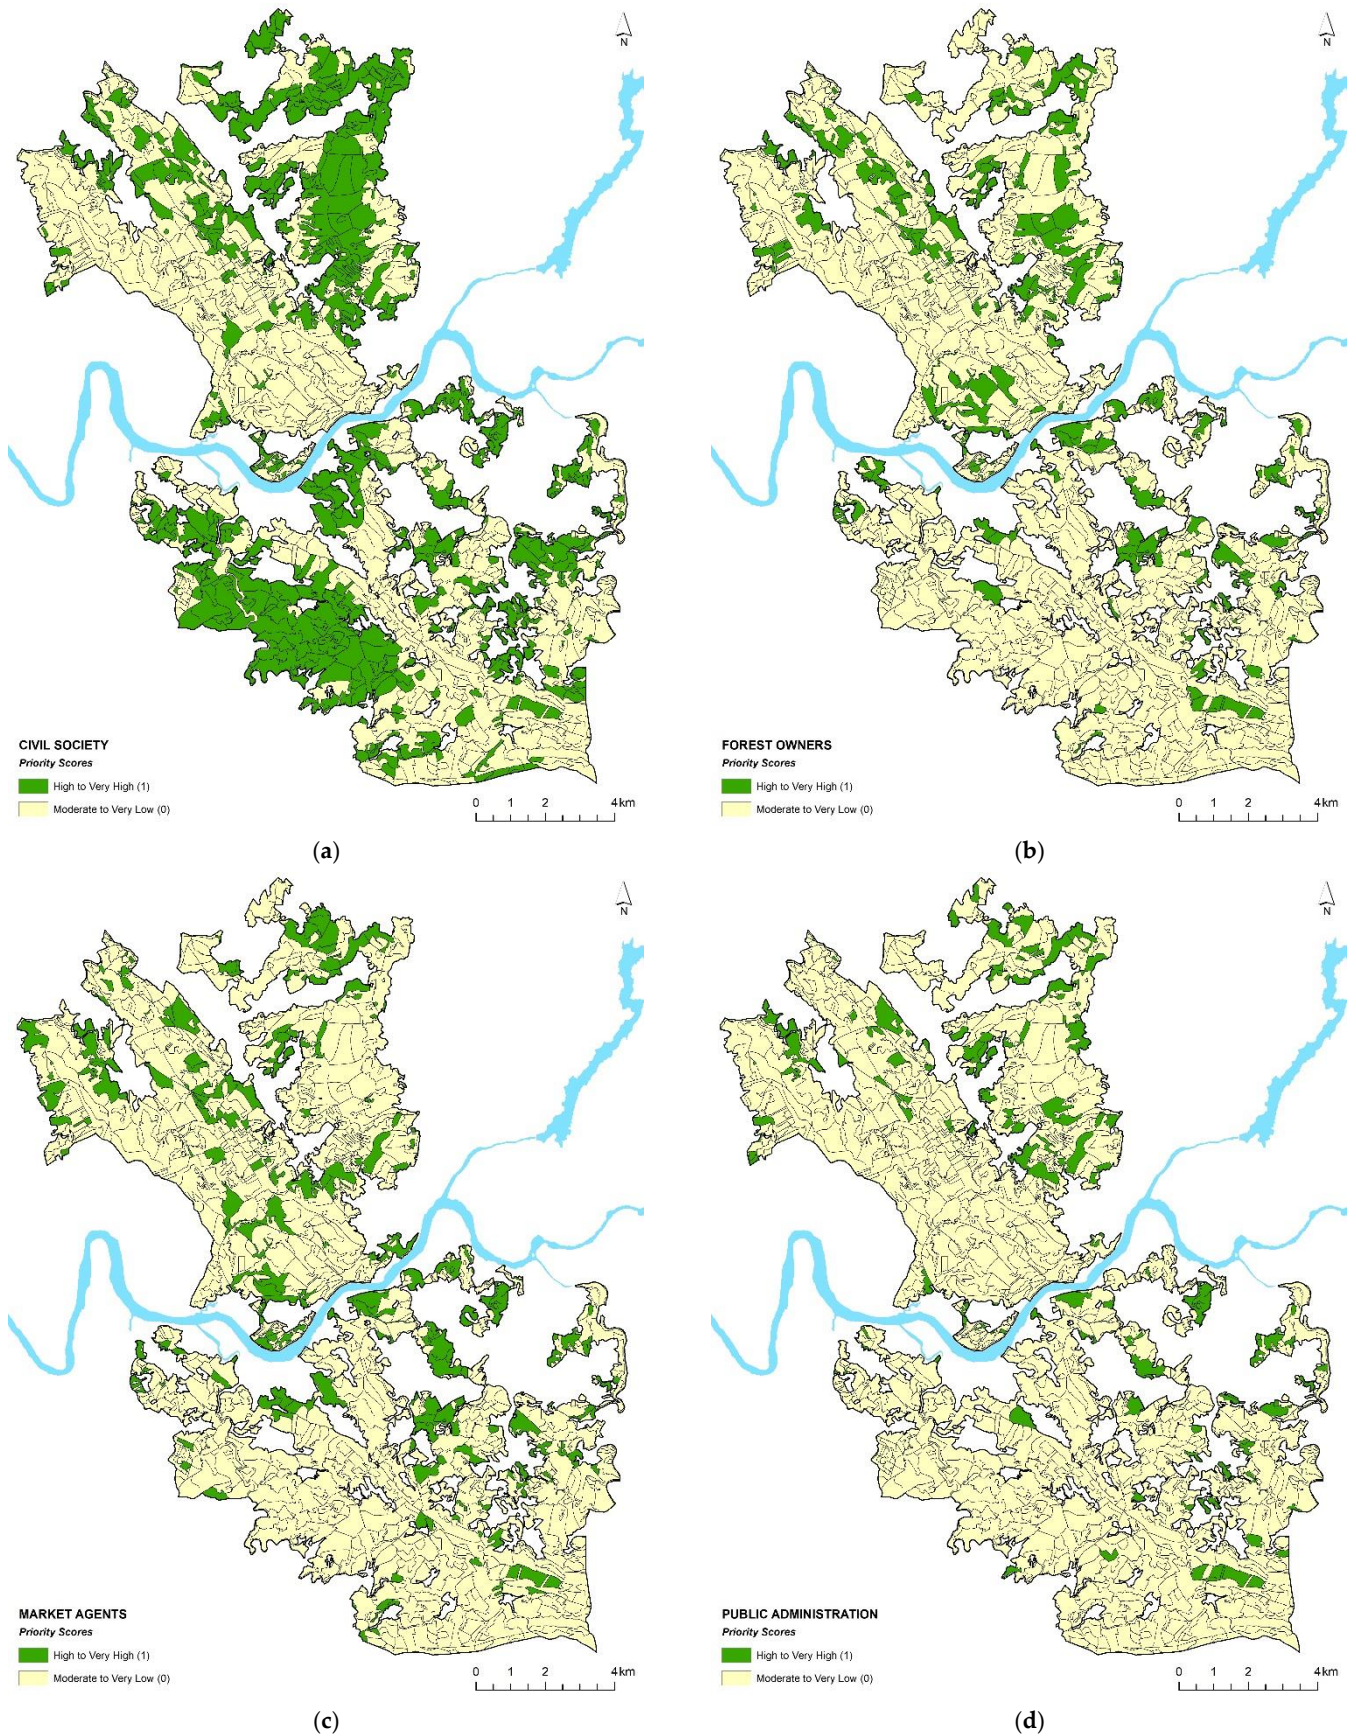 N
CIVIL SOCIETY
Priority Scores
High to Very High (1)
Moderate to Very Low (0)
0 1 2 4 km
(a)
N
FOREST OWNERS
Priority Scores
High to Very High (1)
Moderate to Very Low (0)
0 1 2 4 km
(b)
N
MARKET AGENTS
Priority Scores
High to Very High (1)
Moderate to Very Low (0)
0 1 2 4 km
(c)
N
PUBLIC ADMINISTRATION
Priority Scores
High to Very High (1)
Moderate to Very Low (0)
0 1 2 4 km
(d)